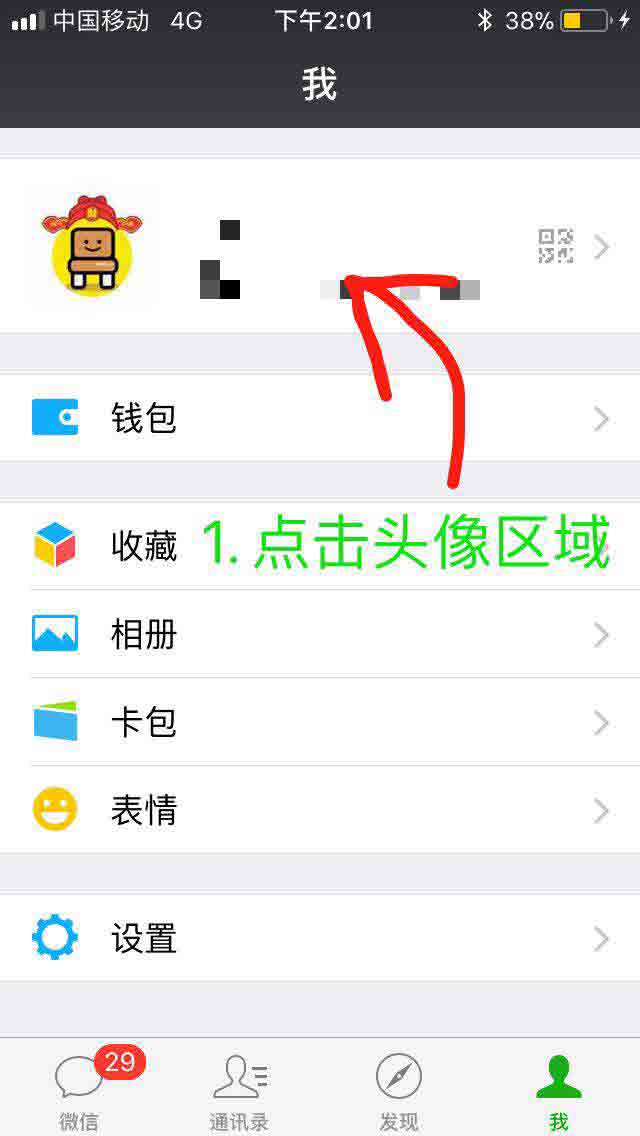 中国移动 4G 下午2:01 38%
我
钱包
收藏 1.点击头像区域
相册
卡包
表情
设置
29
微信 通讯录 发现 我